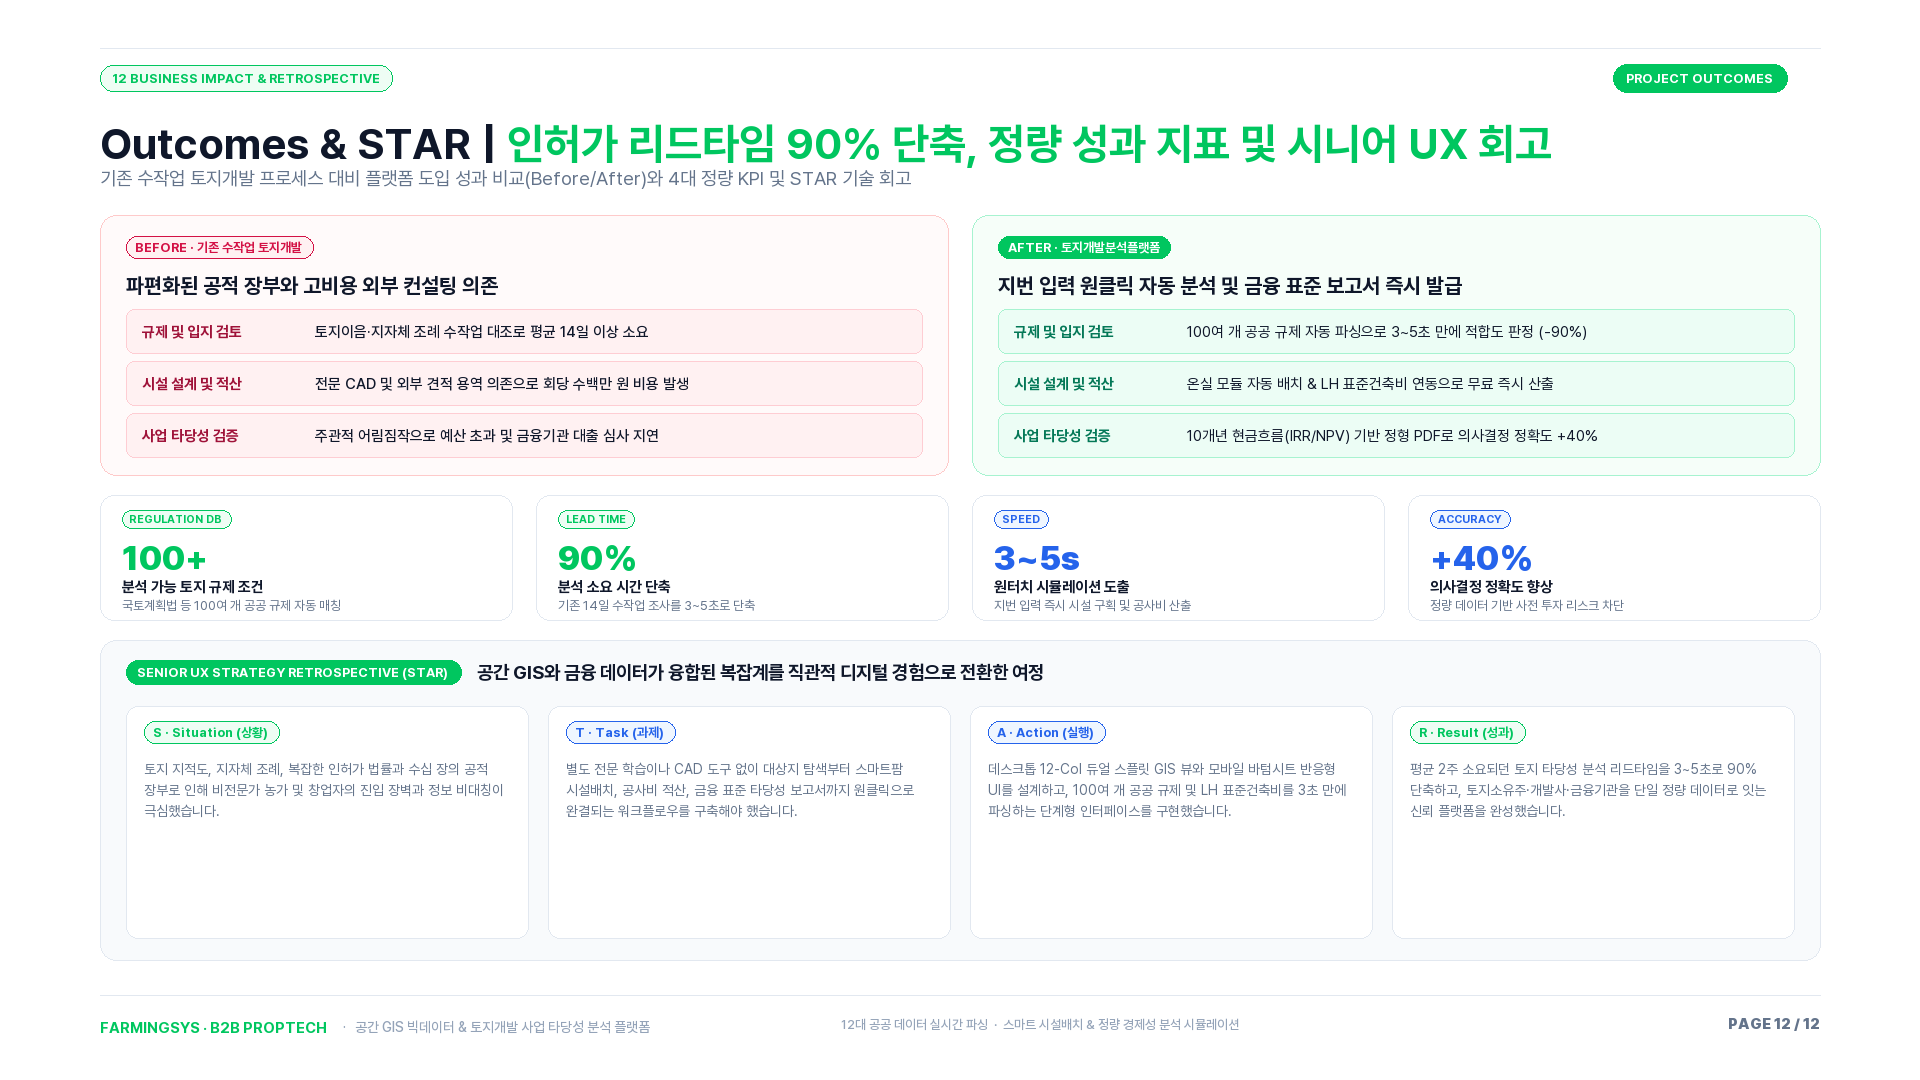 12 BUSINESS IMPACT & RETROSPECTIVE
PROJECT OUTCOMES
Outcomes & STAR | 인허가 리드타임 90% 단축, 정량 성과 지표 및 시니어 UX 회고
기존 수작업 토지개발 프로세스 대비 플랫폼 도입 성과 비교(Before/After)와 4대 정량 KPI 및 STAR 기술 회고
BEFORE · 기존 수작업 토지개발
파편화된 공적 장부와 고비용 외부 컨설팅 의존
규제 및 입지 검토 토지이음·지자체 조례 수작업 대조로 평균 14일 이상 소요
시설 설계 및 적산 전문 CAD 및 외부 견적 용역 의존으로 회당 수백만 원 비용 발생
사업 타당성 검증 주관적 어림짐작으로 예산 초과 및 금융기관 대출 심사 지연
AFTER · 토지개발분석플랫폼
지번 입력 원클릭 자동 분석 및 금융 표준 보고서 즉시 발급
규제 및 입지 검토 100여 개 공공 규제 자동 파싱으로 3~5초 만에 적합도 판정 (-90%)
시설 설계 및 적산 온실 모듈 자동 배치 & LH 표준건축비 연동으로 무료 즉시 산출
사업 타당성 검증 10개년 현금흐름(IRR/NPV) 기반 정형 PDF로 의사결정 정확도 +40%
REGULATION DB
100+
분석 가능 토지 규제 조건
국토계획법 등 100여 개 공공 규제 자동 매칭
LEAD TIME
90%
분석 소요 시간 단축
기존 14일 수작업 조사를 3~5초로 단축
SPEED
3~5s
원터치 시뮬레이션 도출
지번 입력 즉시 시설 구획 및 공사비 산출
ACCURACY
+40%
의사결정 정확도 향상
정량 데이터 기반 사전 투자 리스크 차단
SENIOR UX STRATEGY RETROSPECTIVE (STAR) 공간 GIS와 금융 데이터가 융합된 복잡계를 직관적 디지털 경험으로 전환한 여정
S · Situation (상황)
토지 지적도, 지자체 조례, 복잡한 인허가 법률과 수십 장의 공적
장부로 인해 비전문가 농가 및 창업자의 진입 장벽과 정보 비대칭이
극심했습니다.
T · Task (과제)
별도 전문 학습이나 CAD 도구 없이 대상지 탐색부터 스마트팜
시설배치, 공사비 적산, 금융 표준 타당성 보고서까지 원클릭으로
완결되는 워크플로우를 구축해야 했습니다.
A · Action (실행)
데스크톱 12-Col 듀얼 스플릿 GIS 뷰와 모바일 바텀시트 반응형
UI를 설계하고, 100여 개 공공 규제 및 LH 표준건축비를 3초 만에
파싱하는 단계형 인터페이스를 구현했습니다.
R · Result (성과)
평균 2주 소요되던 토지 타당성 분석 리드타임을 3~5초로 90%
단축하고, 토지소유주·개발사·금융기관을 단일 정량 데이터로 잇는
신뢰 플랫폼을 완성했습니다.
FARMINGSYS · B2B PROPTECH · 공간 GIS 빅데이터 & 토지개발 사업 타당성 분석 플랫폼
12대 공공 데이터 실시간 파싱 · 스마트 시설배치 & 정량 경제성 분석 시뮬레이션
PAGE 12 / 12